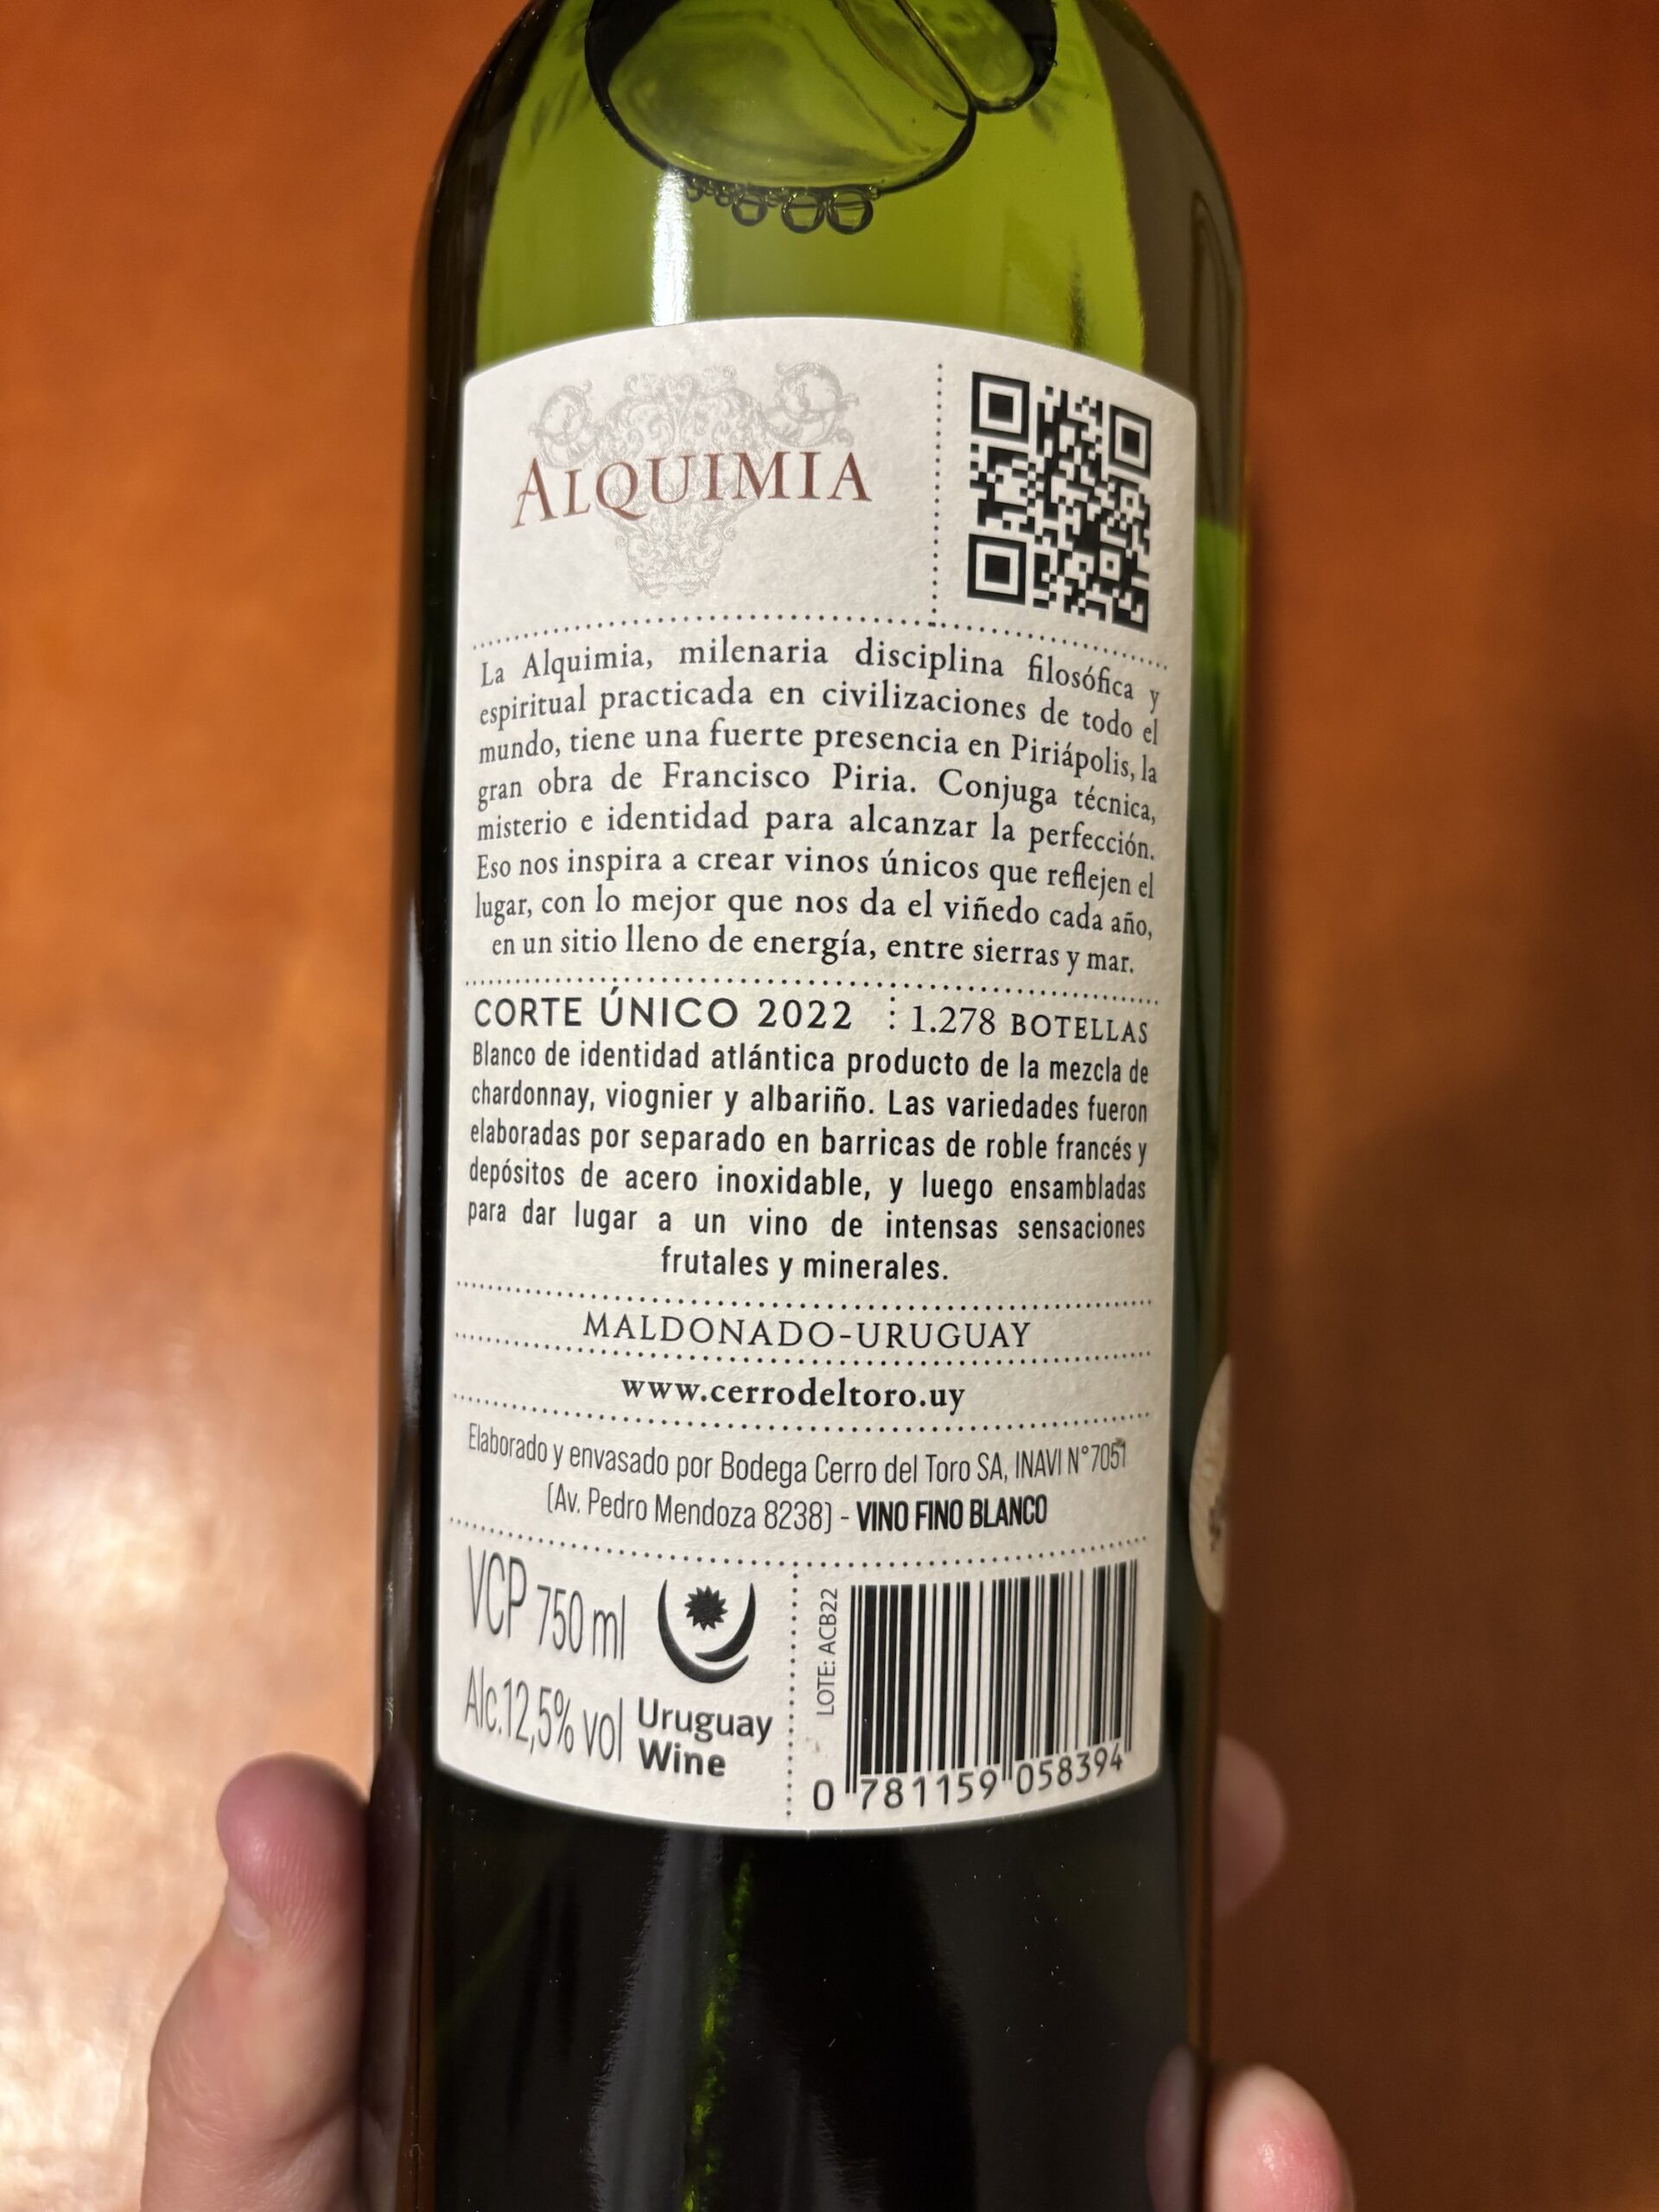 ALQUIMIA
La Alquimia, milenaria disciplina filosófica y
espiritual practicada en civilizaciones de todo el
mundo, tiene una fuerte presencia en Piriápolis, la
gran obra de Francisco Piria. Conjuga técnica,
misterio e identidad para alcanzar la perfección.
Eso nos inspira a crear vinos únicos que reflejen el
lugar, con lo mejor que nos da el viñedo cada año,
en un sitio lleno de energía, entre sierras y mar.
CORTE ÚNICO 2022
1.278 BOTELLAS
Blanco de identidad atlántica producto de la mezcla de
chardonnay, viognier y albariño. Las variedades fueron
elaboradas por separado en barricas de roble francés y
depósitos de acero inoxidable, y luego ensambladas
para dar lugar a un vino de intensas sensaciones
frutales y minerales.
MALDONADO-URUGUAY
www.cerrodeltoro.uy
Elaborado y envasado por Bodega Cerro del Toro SA, INAVI N°7051
(Av. Pedro Mendoza 8238) - VINO FINO BLANCO
VCP 750 ml
Alc.12,5% vol
Uruguay
Wine
LOTE: ACB22
0 781159 058394